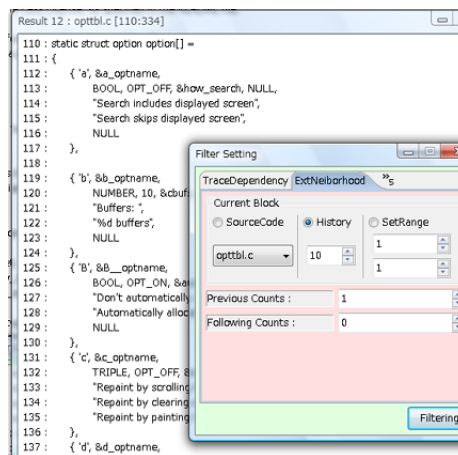 Result 12 : opttbl.c [110:334]
110 : static struct option option[] =
111 : {
112 : { 'a', &a_optname,
113 : BOOL, OPT_OFF, &how_search, NULL,
114 : "Search includes displayed screen",
115 : "Search skips displayed screen",
116 : NULL
117 : },
118 :
119 : { 'b', &b_optname,
120 : NUMBER, 10, &cbufs
121 : "Buffers: ",
122 : "%d buffers",
123 : NULL
124 : },
125 : { 'B', &B__optname,
126 : BOOL, OPT_ON, &au
127 : "Don't automatically
128 : "Automatically alloc
129 : NULL
130 : },
131 : { 'c', &c_optname,
132 : TRIPLE, OPT_OFF, &
133 : "Repaint by scrolling
134 : "Repaint by clearing
135 : "Repaint by painting
136 : },
137 : { 'd', &d_optname,
Filter Setting
TraceDependency ExtNeiborhood »5
Current Block
SourceCode History SetRange
opttbl.c 10 1
1
Previous Counts : 1
Following Counts : 0
Filtering